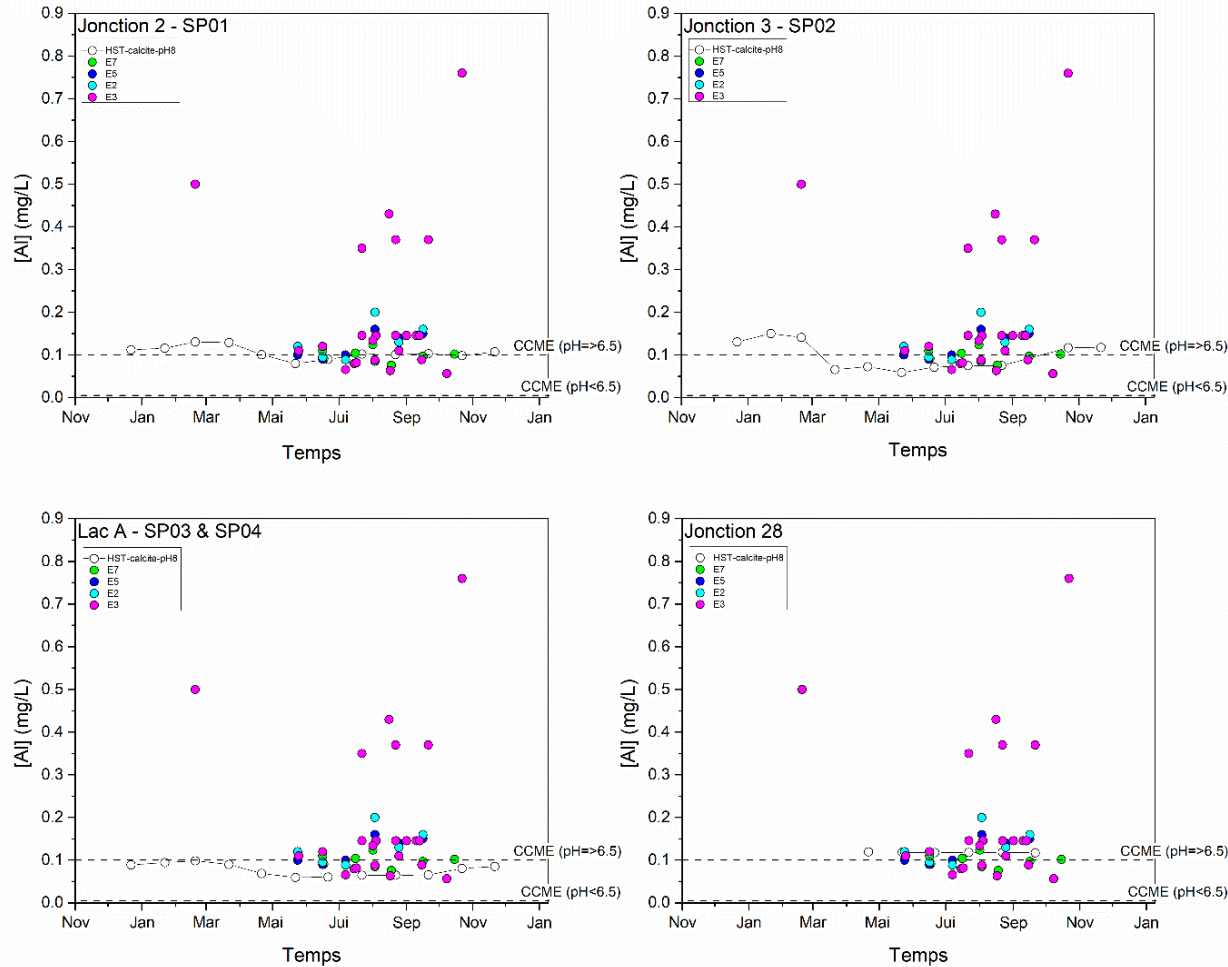 Jonction 2 - SP01
HST-calcite-pH8
E7
E5
E2
E3
0.9
0.8
0.7
0.6
0.5
0.4
0.3
0.2
0.1
0.0
[Al] (mg/L)
CCME (pH=>6.5)
CCME (pH<6.5)
Nov Jan Mar Mai Jui Sep Nov Jan
Temps
Jonction 3 - SP02
HST-calcite-pH8
E7
E5
E2
E3
0.9
0.8
0.7
0.6
0.5
0.4
0.3
0.2
0.1
0.0
[Al] (mg/L)
CCME (pH=>6.5)
CCME (pH<6.5)
Nov Jan Mar Mai Jui Sep Nov Jan
Temps
Lac A - SP03 & SP04
HST-calcite-pH8
E7
E5
E2
E3
0.9
0.8
0.7
0.6
0.5
0.4
0.3
0.2
0.1
0.0
[Al] (mg/L)
CCME (pH=>6.5)
CCME (pH<6.5)
Nov Jan Mar Mai Jui Sep Nov Jan
Temps
Jonction 28
HST-calcite-pH8
E7
E5
E2
E3
0.9
0.8
0.7
0.6
0.5
0.4
0.3
0.2
0.1
0.0
[Al] (mg/L)
CCME (pH=>6.5)
CCME (pH<6.5)
Nov Jan Mar Mai Jui Sep Nov Jan
Temps